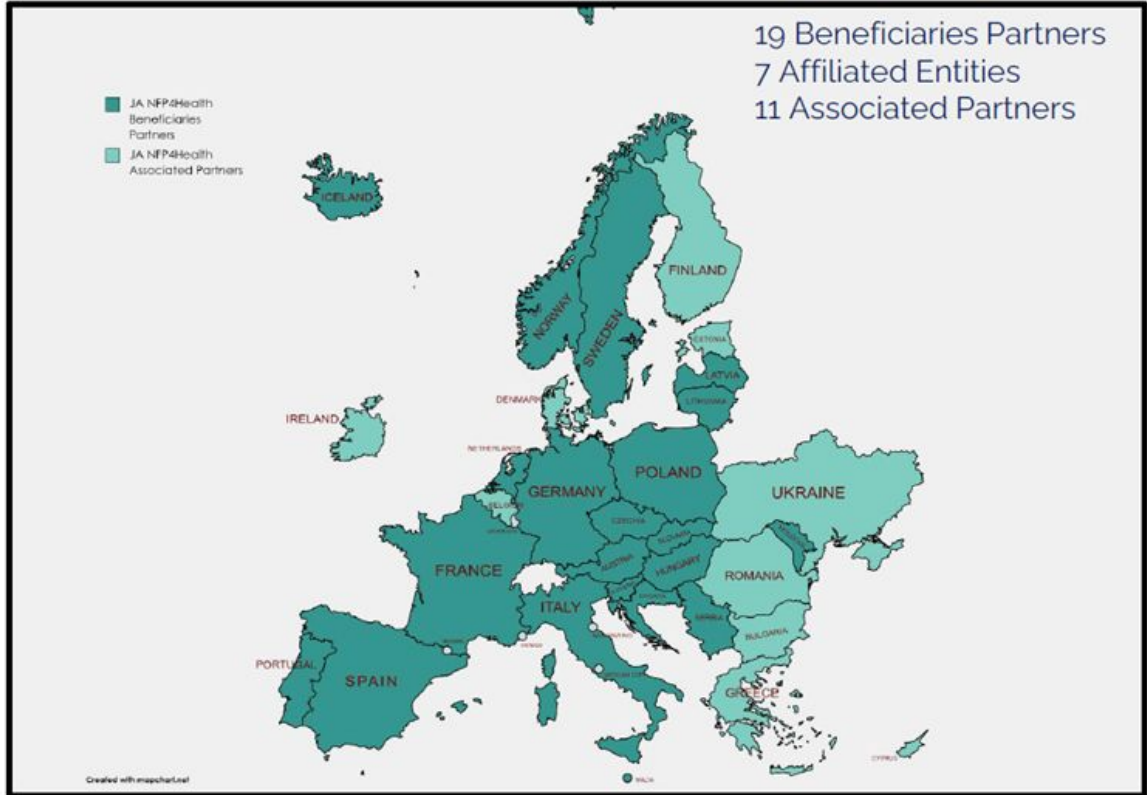 19 Beneficiaries Partners
7 Affiliated Entities
11 Associated Partners
JA NFP4Health
Beneficiaries
Partners
JA NFP4Health
Associated Partners
ICELAND
FINLAND
NORWAY
SWEDEN
ESTONIA
LATVIA
LITHUANIA
DENMARK
IRELAND
NETHERLANDS
POLAND
GERMANY
UKRAINE
BELGIUM
CZECHIA
SLOVAKIA
AUSTRIA
HUNGARY
FRANCE
ROMANIA
ITALY
SERBIA
BULGARIA
PORTUGAL
SPAIN
GREECE
CYPRUS
MALTA
Created with mapchart.net